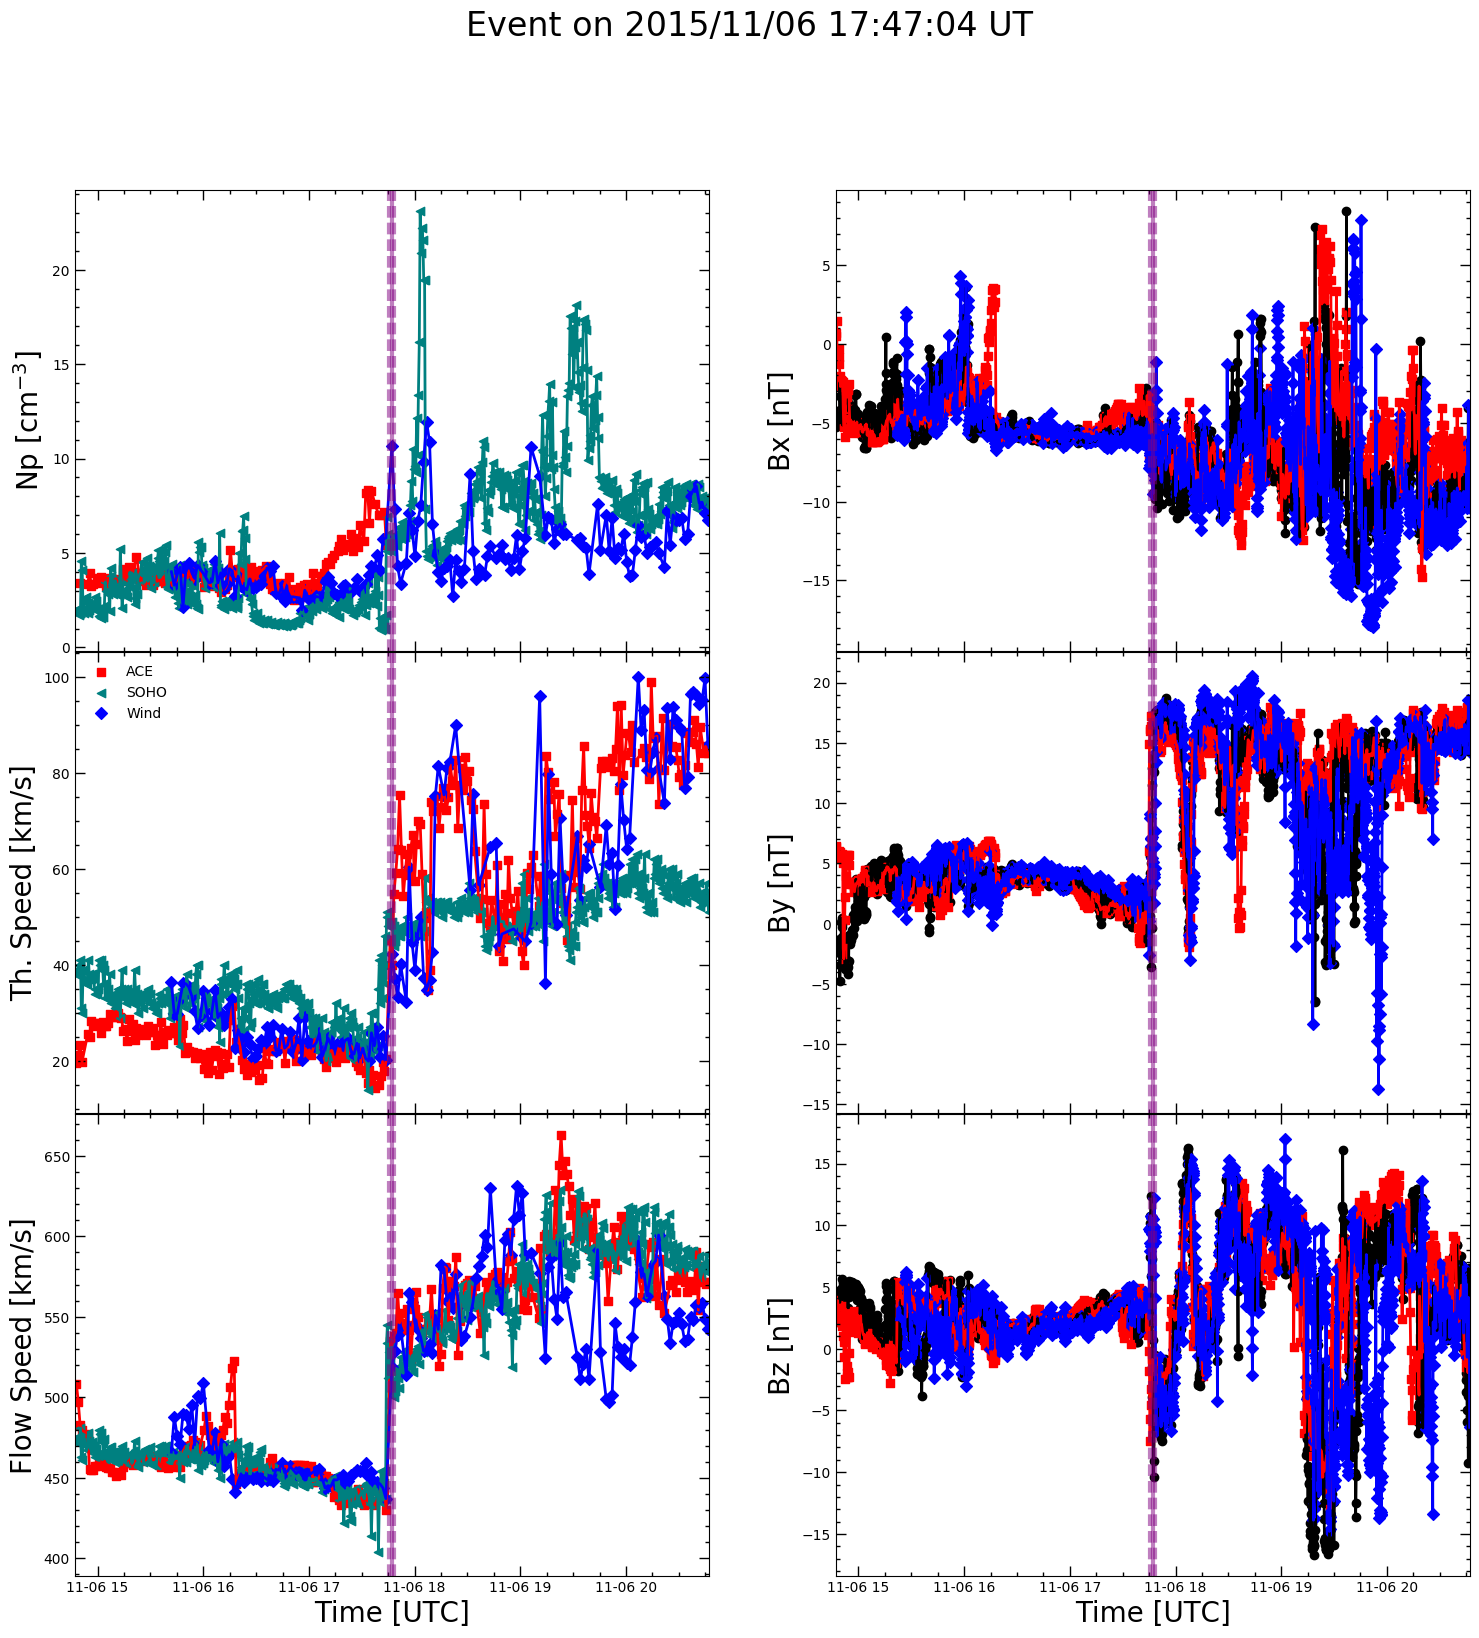 Event on 2015/11/06 17:47:04 UT
Np [cm⁻³]
20
15
10
5
0
Th. Speed [km/s]
ACE
SOHO
Wind
100
80
60
40
20
Flow Speed [km/s]
650
600
550
500
450
400
11-06 15 11-06 16 11-06 17 11-06 18 11-06 19 11-06 20
Time [UTC]
Bx [nT]
5
0
−5
−10
−15
By [nT]
20
15
10
5
0
−5
−10
−15
Bz [nT]
15
10
5
0
−5
−10
−15
11-06 15 11-06 16 11-06 17 11-06 18 11-06 19 11-06 20
Time [UTC]